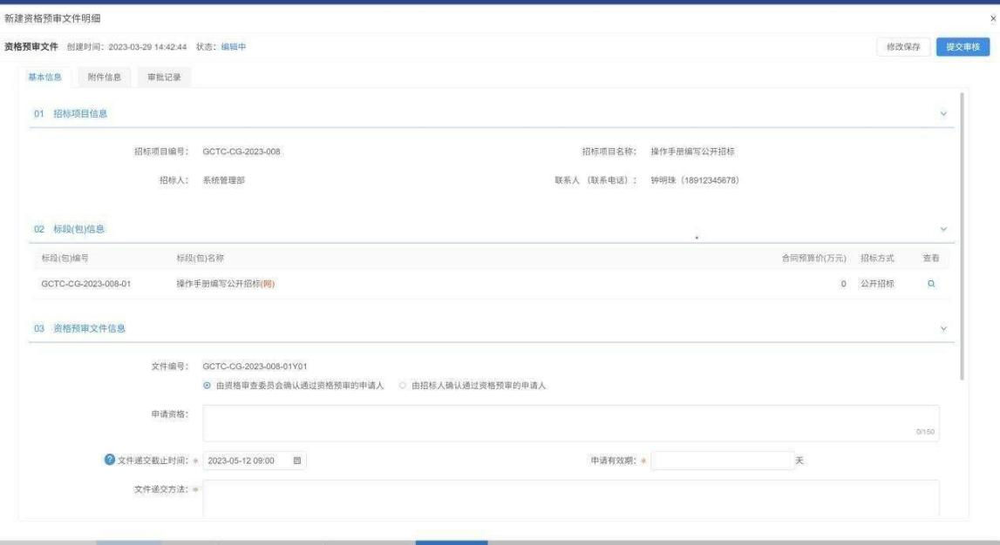 新建资格预审文件明细 ×
资格预审文件 创建时间：2023-03-29 14:42:44 状态：编辑中 修改保存 提交审核
基本信息 附件信息 审批记录
01 招标项目信息
招标项目编号： GCTC-CG-2023-008 招标项目名称： 操作手册编写公开招标
招标人： 系统管理部 联系人 （联系电话）： 钟明珠（18912345678）
02 标段(包)信息
标段(包)编号 标段(包)名称 合同预算价(万元) 招标方式 查看
GCTC-CG-2023-008-01 操作手册编写公开招标(网) 0 公开招标
03 资格预审文件信息
文件编号： GCTC-CG-2023-008-01Y01
由资格审查委员会确认通过资格预审的申请人 由招标人确认通过资格预审的申请人
申请资格：
0/150
? 文件递交截止时间：* 2023-05-12 09:00 申请有效期：* 天
文件递交方法：*